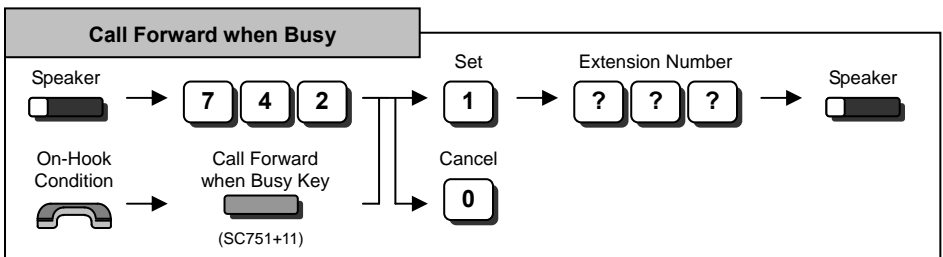 Call Forward when Busy
Speaker
7 4 2
Set
1
Extension Number
? ? ?
Speaker
On-Hook
Condition
Call Forward
when Busy Key
(SC751+11)
Cancel
0